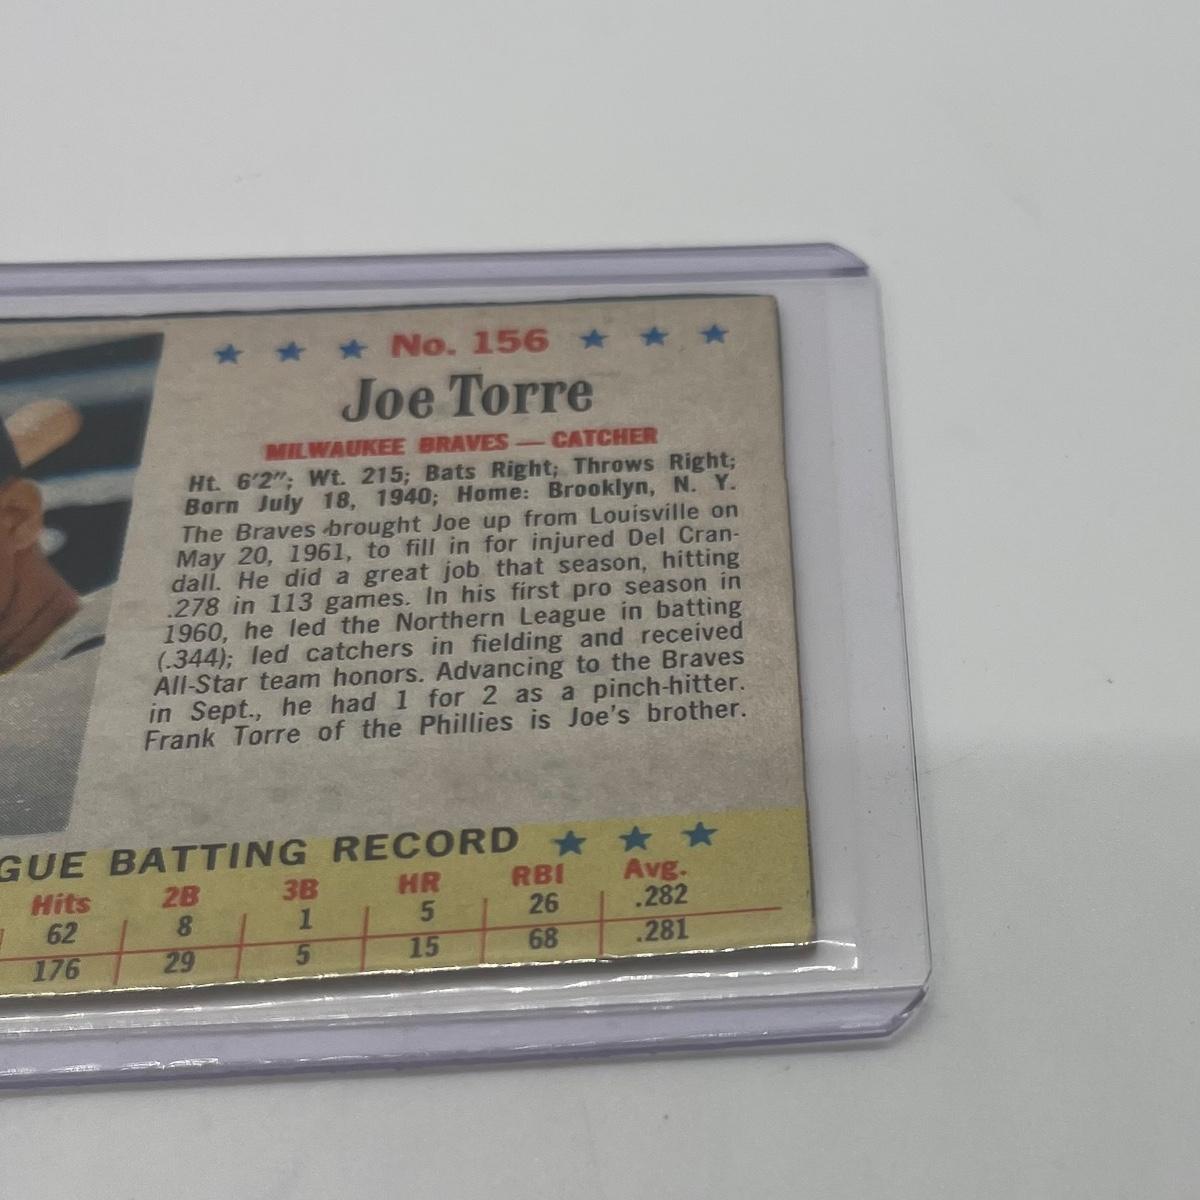 No. 156
Joe Torre
MILWAUKEE BRAVES — CATCHER
Ht. 6'2"; Wt. 215; Bats Right; Throws Right;
Born July 18, 1940; Home: Brooklyn, N. Y.
The Braves brought Joe up from Louisville on
May 20, 1961, to fill in for injured Del Cran-
dall. He did a great job that season, hitting
.278 in 113 games. In his first pro season in
1960, he led the Northern League in batting
(.344); led catchers in fielding and received
All-Star team honors. Advancing to the Braves
in Sept., he had 1 for 2 as a pinch-hitter.
Frank Torre of the Phillies is Joe's brother.
GUE BATTING RECORD
Hits 2B 3B HR RBI Avg.
62 8 1 5 26 .282
176 29 5 15 68 .281